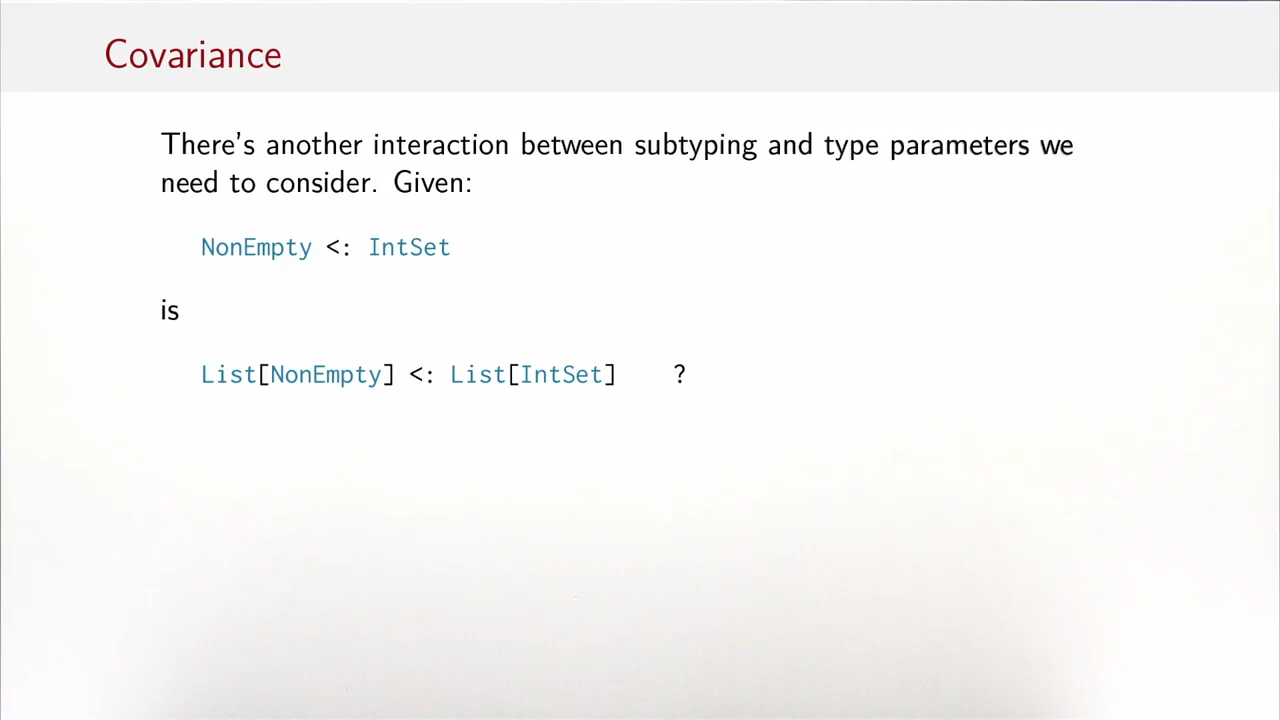 Covariance
There's another interaction between subtyping and type parameters we
need to consider. Given:
NonEmpty <: IntSet
is
List[NonEmpty] <: List[IntSet] ?